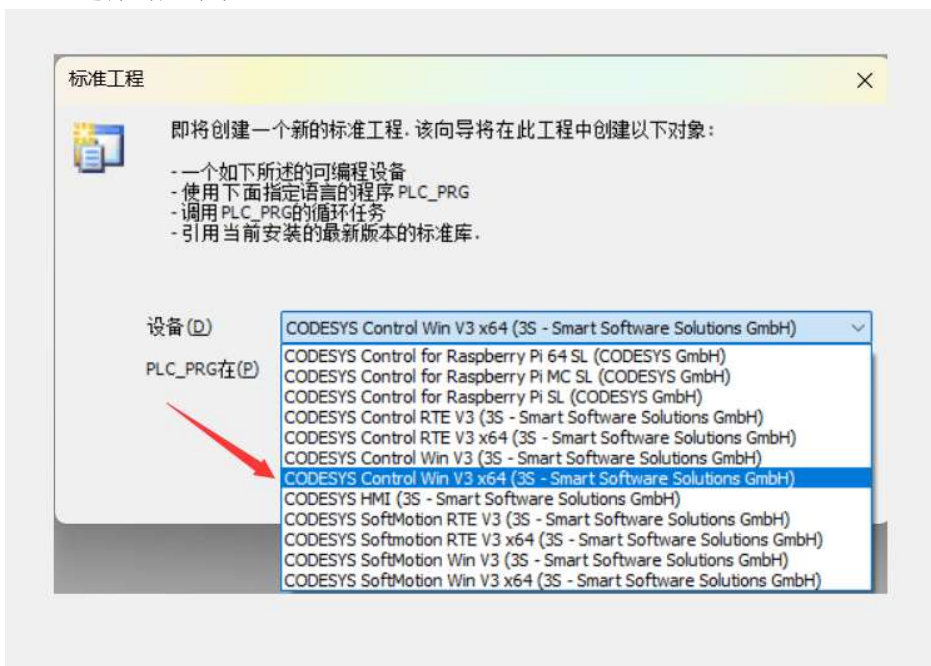 标准工程
即将创建一个新的标准工程.该向导将在此工程中创建以下对象:
- 一个如下所述的可编程设备
- 使用下面指定语言的程序 PLC_PRG
- 调用 PLC_PRG的循环任务
- 引用当前安装的最新版本的标准库.
设备(D) CODESYS Control Win V3 x64 (3S - Smart Software Solutions GmbH)
PLC_PRG在(P)
CODESYS Control for Raspberry Pi 64 SL (CODESYS GmbH)
CODESYS Control for Raspberry Pi MC SL (CODESYS GmbH)
CODESYS Control for Raspberry Pi SL (CODESYS GmbH)
CODESYS Control RTE V3 (3S - Smart Software Solutions GmbH)
CODESYS Control RTE V3 x64 (3S - Smart Software Solutions GmbH)
CODESYS Control Win V3 (3S - Smart Software Solutions GmbH)
CODESYS Control Win V3 x64 (3S - Smart Software Solutions GmbH)
CODESYS HMI (3S - Smart Software Solutions GmbH)
CODESYS SoftMotion RTE V3 (3S - Smart Software Solutions GmbH)
CODESYS Softmotion RTE V3 x64 (3S - Smart Software Solutions GmbH)
CODESYS SoftMotion Win V3 (3S - Smart Software Solutions GmbH)
CODESYS SoftMotion Win V3 x64 (3S - Smart Software Solutions GmbH)